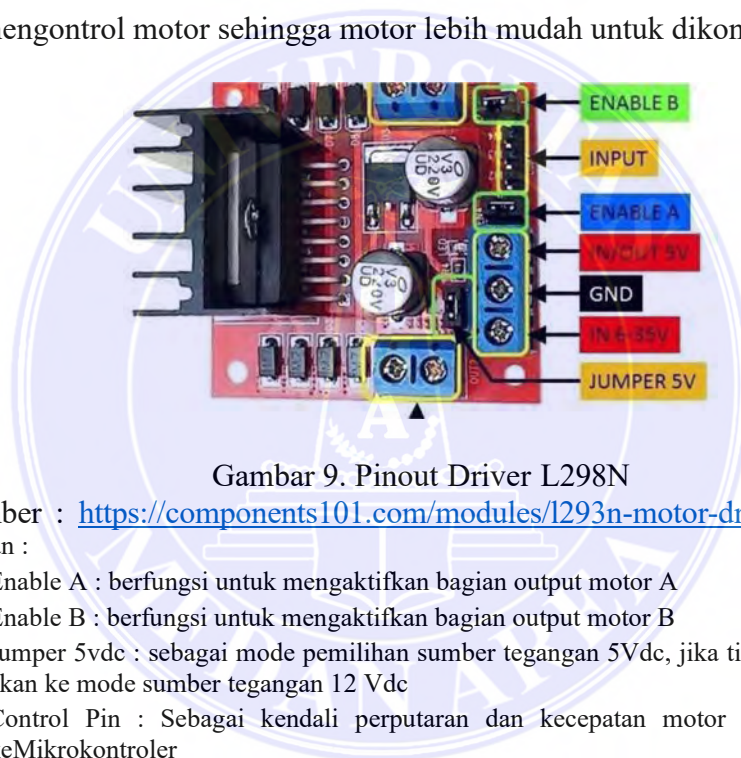 mengontrol motor sehingga motor lebih mudah untuk dikon
ENABLE B
INPUT
ENABLE A
IN/OUT 5V
GND
IN 6-35V
JUMPER 5V
Gambar 9. Pinout Driver L298N
ber : https://components101.com/modules/l293n-motor-dr
n :
Enable A : berfungsi untuk mengaktifkan bagian output motor A
Enable B : berfungsi untuk mengaktifkan bagian output motor B
umper 5vdc : sebagai mode pemilihan sumber tegangan 5Vdc, jika ti
kan ke mode sumber tegangan 12 Vdc
Control Pin : Sebagai kendali perputaran dan kecepatan motor
eMikrokontroler
UNIVERSITA
MEDAN AREA
A